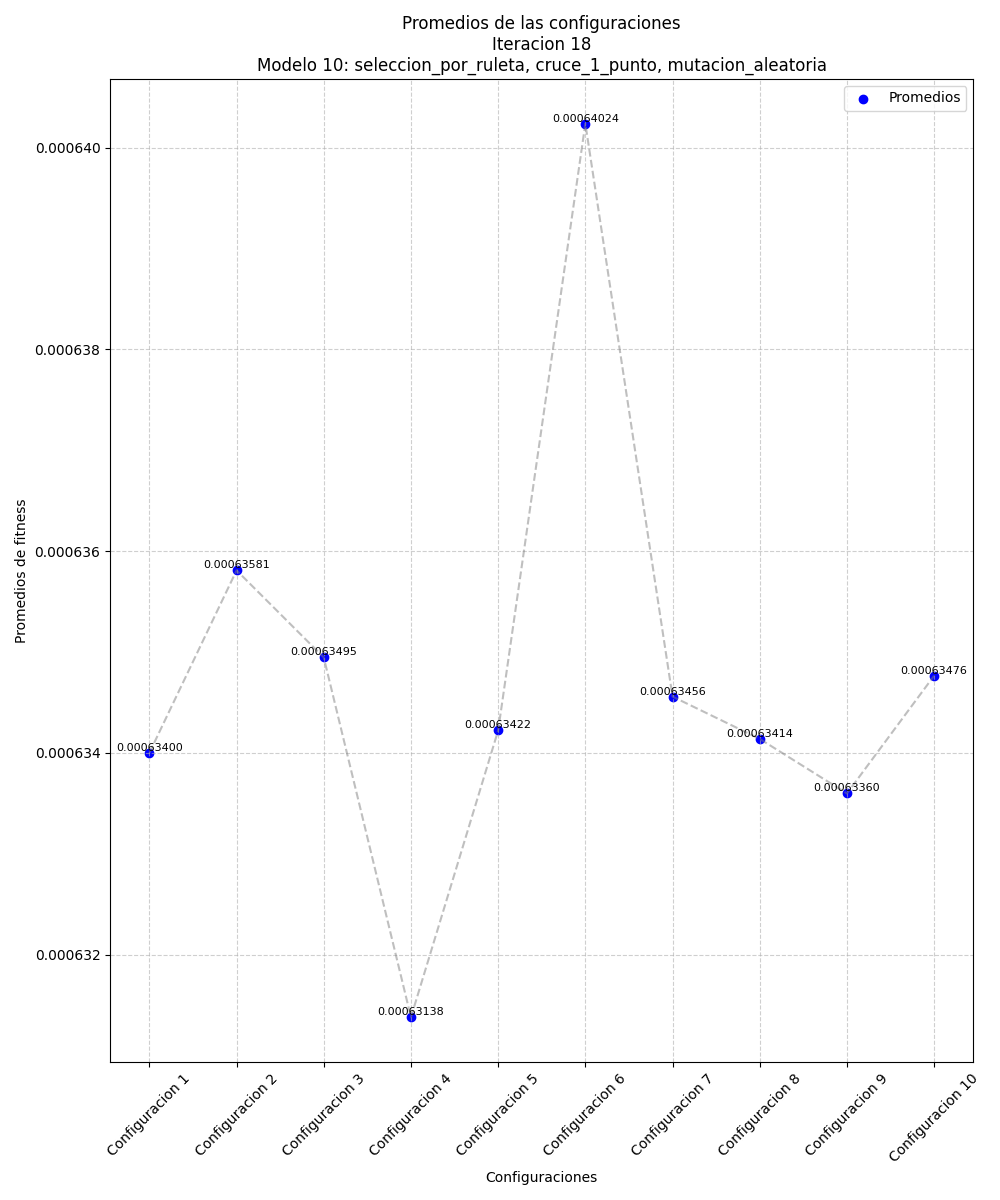 Promedios de las configuraciones
Iteracion 18
Modelo 10: seleccion_por_ruleta, cruce_1_punto, mutacion_aleatoria
Promedios
0.00064024
0.000640
0.000638
0.000636
0.00063581
0.00063495
0.00063476
0.00063456
0.00063422
0.00063414
0.00063400
0.000634
0.00063360
0.000632
0.00063138
Promedios de fitness
Configuracion 1
Configuracion 2
Configuracion 3
Configuracion 4
Configuracion 5
Configuracion 6
Configuracion 7
Configuracion 8
Configuracion 9
Configuracion 10
Configuraciones